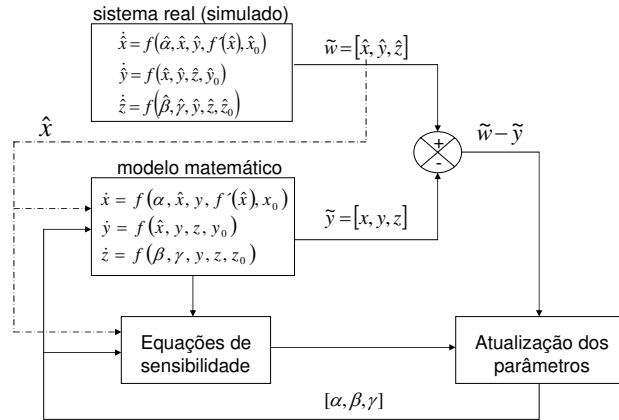 sistema real (simulado)
ẋ̂ = f(α̂, x̂, ŷ, f´(x̂), x̂₀)
ẏ̂ = f(x̂, ŷ, ẑ, ŷ₀)
ż̂ = f(β̂, γ̂, ŷ, ẑ, ẑ₀)
w̃ = [x̂, ŷ, ẑ]
x̂
+
-
w̃ – ỹ
modelo matemático
ẋ = f(α, x̂, y, f´(x̂), x₀)
ẏ = f(x̂, y, z, y₀)
ż = f(β, γ, y, z, z₀)
ỹ = [x, y, z]
Equações de
sensibilidade
Atualização dos
parâmetros
[α, β, γ]